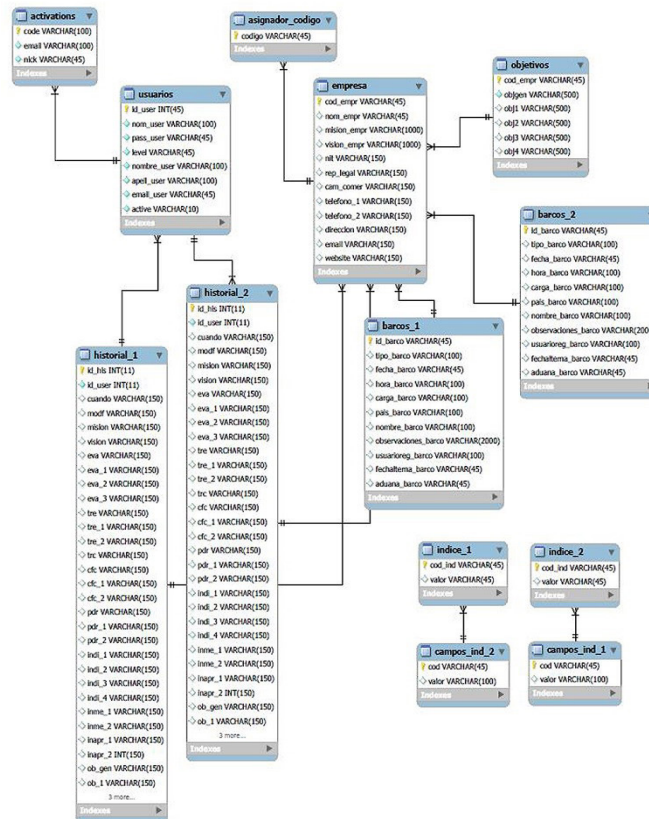 activations
code VARCHAR(100)
email VARCHAR(100)
nick VARCHAR(45)
Indexes
asignador_codigo
codigo VARCHAR(45)
Indexes
usuarios
id_user INT(45)
nom_user VARCHAR(100)
pass_user VARCHAR(45)
level VARCHAR(45)
nombre_user VARCHAR(100)
apell_user VARCHAR(100)
email_user VARCHAR(45)
active VARCHAR(10)
Indexes
empresa
cod_empr VARCHAR(45)
nom_empr VARCHAR(45)
mision_empr VARCHAR(1000)
vision_empr VARCHAR(1000)
nit VARCHAR(150)
rep_legal VARCHAR(150)
cam_comer VARCHAR(150)
telefono_1 VARCHAR(150)
telefono_2 VARCHAR(150)
direccion VARCHAR(150)
email VARCHAR(150)
website VARCHAR(150)
Indexes
objetivos
cod_empr VARCHAR(45)
objgen VARCHAR(500)
obj1 VARCHAR(500)
obj2 VARCHAR(500)
obj3 VARCHAR(500)
obj4 VARCHAR(500)
Indexes
barcos_2
id_barco VARCHAR(45)
tipo_barco VARCHAR(100)
fecha_barco VARCHAR(45)
hora_barco VARCHAR(100)
carga_barco VARCHAR(100)
pais_barco VARCHAR(100)
nombre_barco VARCHAR(100)
observaciones_barco VARCHAR(2000)
usuarioreg_barco VARCHAR(100)
fechaltema_barco VARCHAR(45)
aduana_barco VARCHAR(45)
Indexes
historial_2
id_his INT(11)
id_user INT(11)
cuando VARCHAR(150)
modf VARCHAR(150)
mision VARCHAR(150)
vision VARCHAR(150)
eva VARCHAR(150)
eva_1 VARCHAR(150)
eva_2 VARCHAR(150)
eva_3 VARCHAR(150)
tre VARCHAR(150)
tre_1 VARCHAR(150)
tre_2 VARCHAR(150)
trc VARCHAR(150)
cfc VARCHAR(150)
cfc_1 VARCHAR(150)
cfc_2 VARCHAR(150)
pdr VARCHAR(150)
pdr_1 VARCHAR(150)
pdr_2 VARCHAR(150)
indi_1 VARCHAR(150)
indi_2 VARCHAR(150)
indi_3 VARCHAR(150)
indi_4 VARCHAR(150)
inme_1 VARCHAR(150)
inme_2 VARCHAR(150)
inapr_1 VARCHAR(150)
inapr_2 INT(150)
ob_gen VARCHAR(150)
ob_1 VARCHAR(150)
3 more...
Indexes
barcos_1
id_barco VARCHAR(45)
tipo_barco VARCHAR(100)
fecha_barco VARCHAR(45)
hora_barco VARCHAR(100)
carga_barco VARCHAR(100)
pais_barco VARCHAR(100)
nombre_barco VARCHAR(100)
observaciones_barco VARCHAR(2000)
usuarioreg_barco VARCHAR(100)
fechaltema_barco VARCHAR(45)
aduana_barco VARCHAR(45)
Indexes
historial_1
id_his INT(11)
id_user INT(11)
cuando VARCHAR(150)
modf VARCHAR(150)
mision VARCHAR(150)
vision VARCHAR(150)
eva VARCHAR(150)
eva_1 VARCHAR(150)
eva_2 VARCHAR(150)
eva_3 VARCHAR(150)
tre VARCHAR(150)
tre_1 VARCHAR(150)
tre_2 VARCHAR(150)
trc VARCHAR(150)
cfc VARCHAR(150)
cfc_1 VARCHAR(150)
cfc_2 VARCHAR(150)
pdr VARCHAR(150)
pdr_1 VARCHAR(150)
pdr_2 VARCHAR(150)
indi_1 VARCHAR(150)
indi_2 VARCHAR(150)
indi_3 VARCHAR(150)
indi_4 VARCHAR(150)
inme_1 VARCHAR(150)
inme_2 VARCHAR(150)
inapr_1 VARCHAR(150)
inapr_2 INT(150)
ob_gen VARCHAR(150)
ob_1 VARCHAR(150)
3 more...
Indexes
indice_1
cod_ind VARCHAR(45)
valor VARCHAR(45)
Indexes
indice_2
cod_ind VARCHAR(45)
valor VARCHAR(45)
Indexes
campos_ind_2
cod VARCHAR(45)
valor VARCHAR(100)
Indexes
campos_ind_1
cod VARCHAR(45)
valor VARCHAR(100)
Indexes